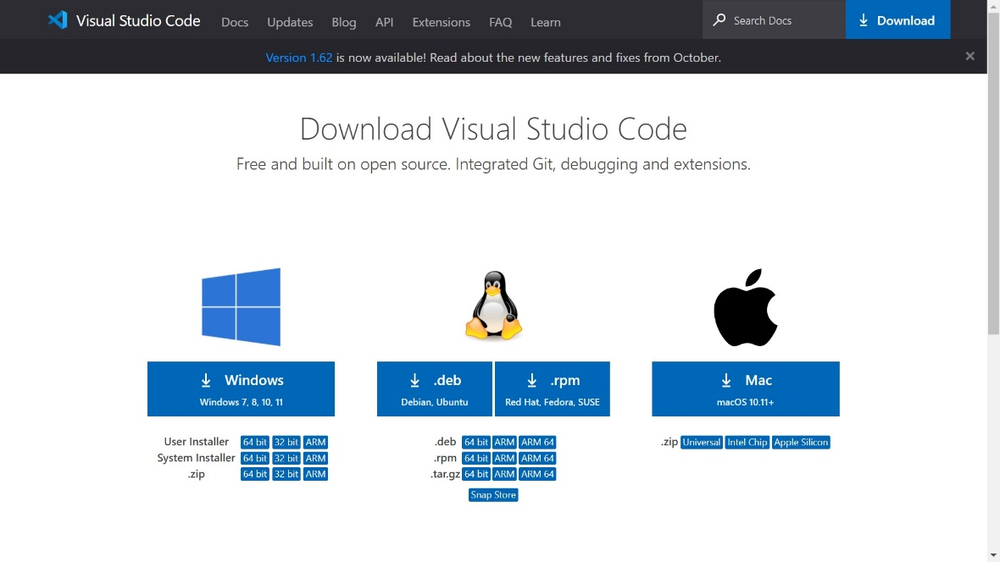 Visual Studio Code Docs Updates Blog API Extensions FAQ Learn Search Docs Download
Version 1.62 is now available! Read about the new features and fixes from October.
Download Visual Studio Code
Free and built on open source. Integrated Git, debugging and extensions.
Windows
Windows 7, 8, 10, 11
User Installer 64 bit 32 bit ARM
System Installer 64 bit 32 bit ARM
.zip 64 bit 32 bit ARM
.deb
Debian, Ubuntu
.rpm
Red Hat, Fedora, SUSE
.deb 64 bit ARM ARM 64
.rpm 64 bit ARM ARM 64
.tar.gz 64 bit ARM ARM 64
Snap Store
Mac
macOS 10.11+
.zip Universal Intel Chip Apple Silicon